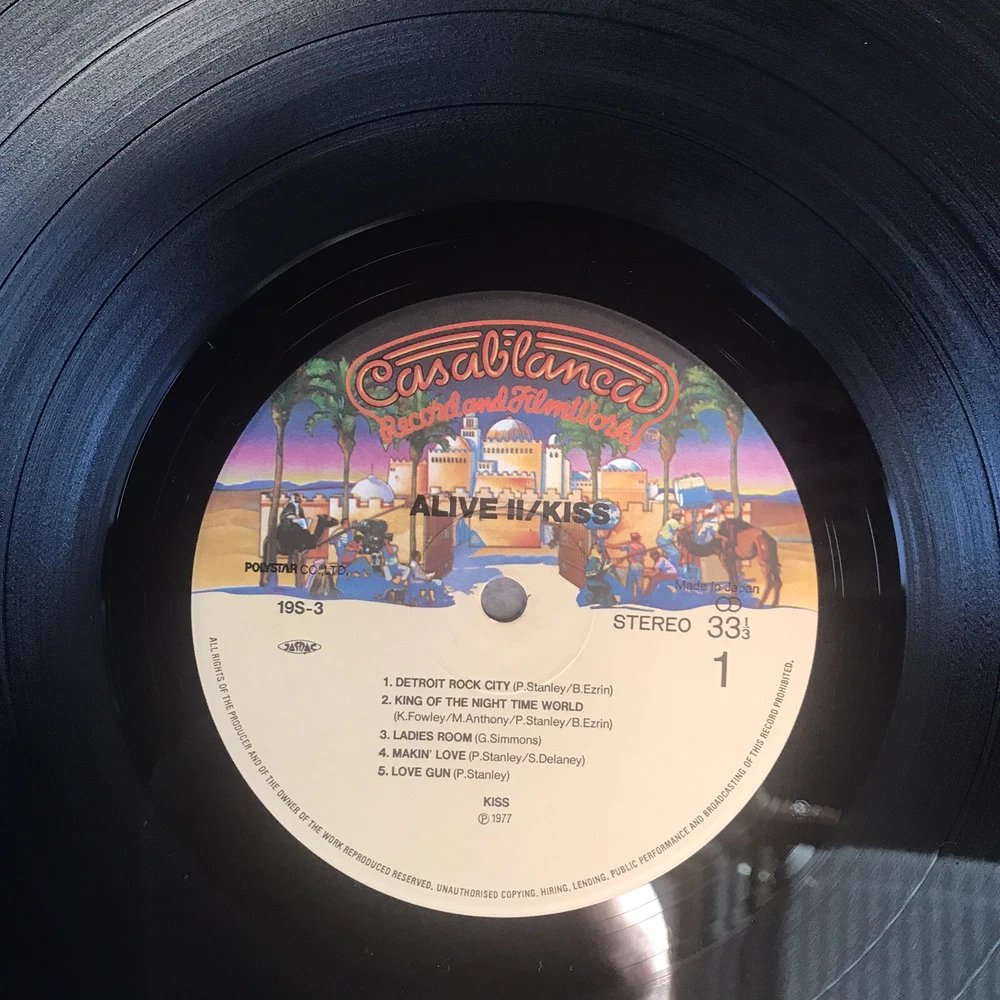 Casablanca
Record and FilmWorks
ALIVE II/KISS
POLYSTAR CO., LTD.
Made in Japan
19S-3
STEREO 33 1/3
JASRAC
1
1. DETROIT ROCK CITY (P.Stanley/B.Ezrin)
2. KING OF THE NIGHT TIME WORLD
(K.Fowley/M.Anthony/P.Stanley/B.Ezrin)
3. LADIES ROOM (G.Simmons)
4. MAKIN' LOVE (P.Stanley/S.Delaney)
5. LOVE GUN (P.Stanley)
KISS
Ⓟ 1977
ALL RIGHTS OF THE PRODUCER AND OF THE OWNER OF THE WORK REPRODUCED RESERVED. UNAUTHORISED COPYING, HIRING, LENDING, PUBLIC PERFORMANCE AND BROADCASTING OF THIS RECORD PROHIBITED.